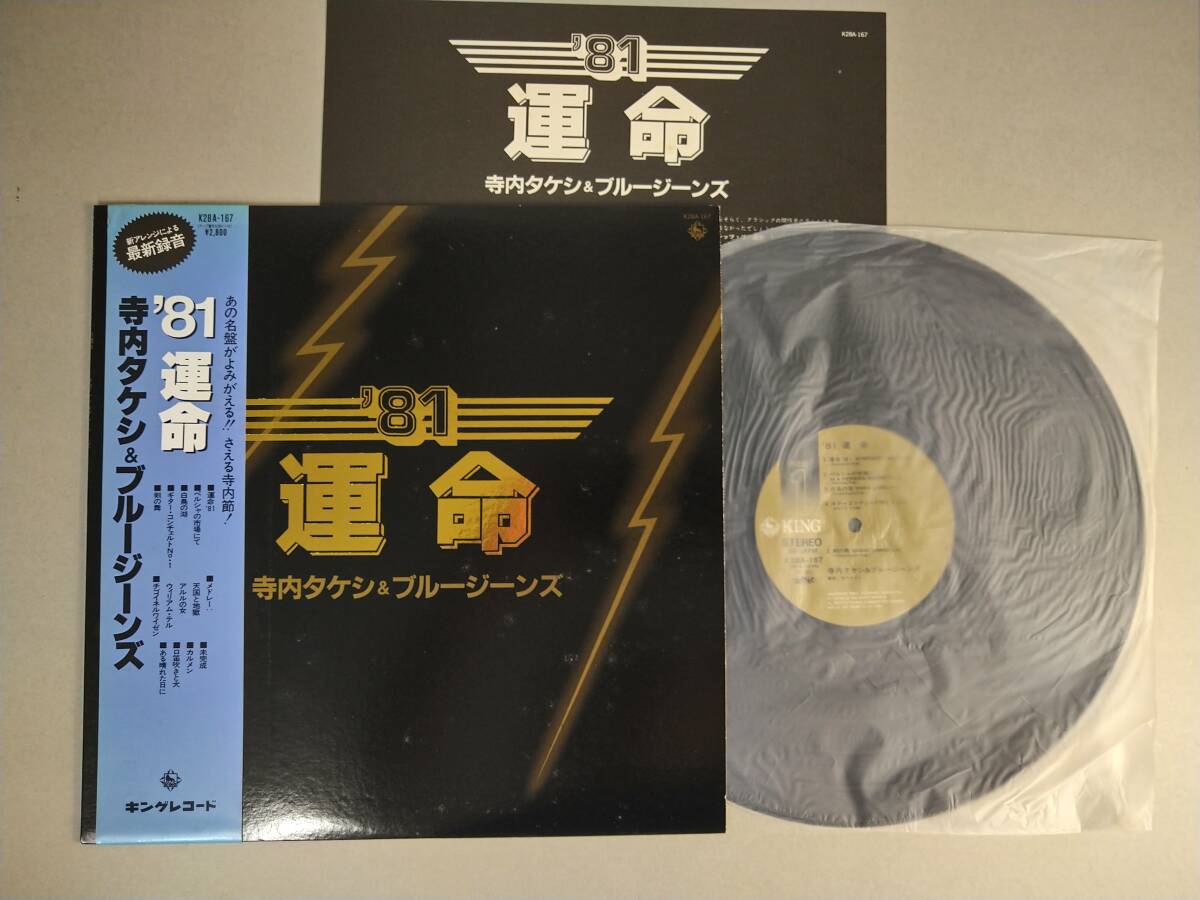 K28A-167
'81
運命
寺内タケシ&ブルージーンズ
新アレンジによる
最新録音
K28A-167
¥2,800
あの名盤がよみがえる!! さえる寺内節!
'81 運命
寺内タケシ&ブルージーンズ
■運命'81
■ペルシャの市場にて
■白鳥の湖
■ギター・コンチェルトNo.1
■剣の舞
■メドレー:
天国と地獄
アルルの女
ウィリアム・テル
■チゴイネルワイゼン
■未完成
■カルメン
■口笛吹きと犬
■ある晴れた日に
キングレコード
K28A-167
'81
運命
寺内タケシ&ブルージーンズ
'81 運命
1
KING
STEREO
K28A-167
寺内タケシ&ブルージーンズ